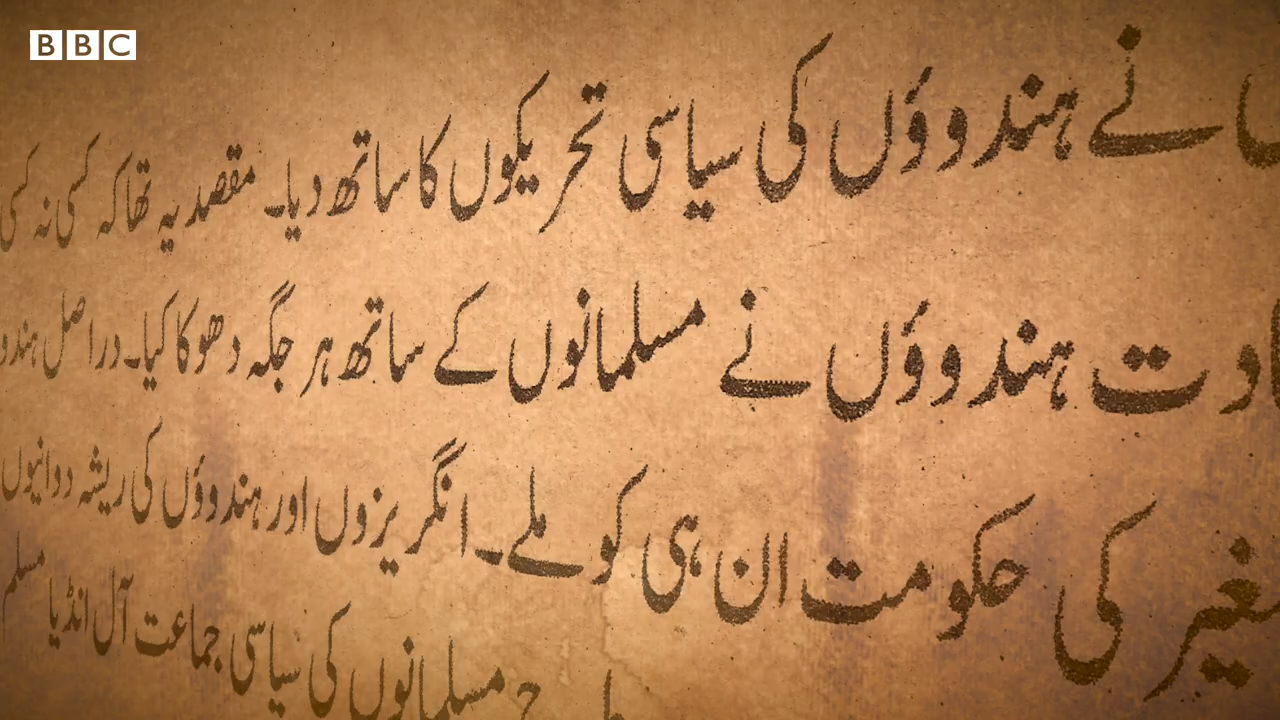 BBC
نے ہندوؤں کی سیاسی تحریکوں کا ساتھ دیا۔ مقصد یہ تھا کہ کسی نہ کسی
ہندوؤں نے مسلمانوں کے ساتھ ہر جگہ دھوکا کیا۔ دراصل ہندو
صغیر کی حکومت ان ہی کو ملے۔ انگریزوں اور ہندوؤں کی ریشہ دوانیوں
مسلمانوں کی سیاسی جماعت آل انڈیا مسلم